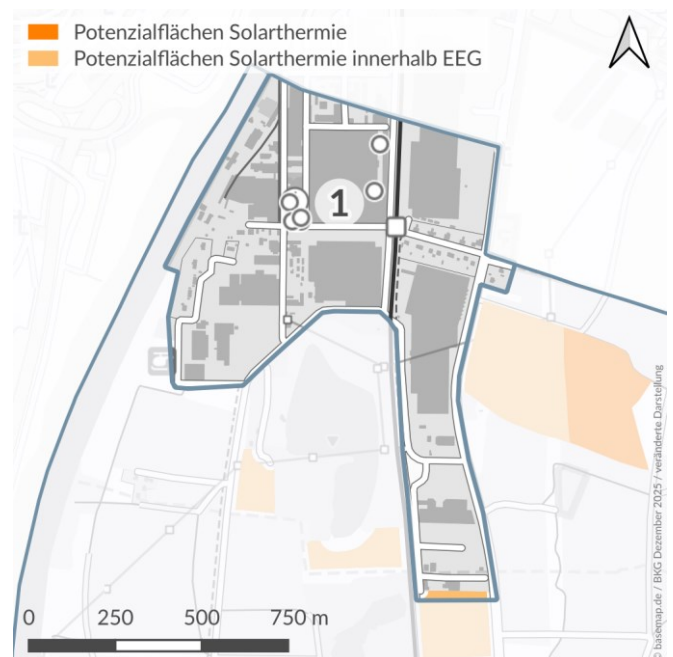 Potenzialflächen Solarthermie
Potenzialflächen Solarthermie innerhalb EEG
1
0 250 500 750 m
© basemap.de / BKG Dezember 2025 / veränderte Darstellung